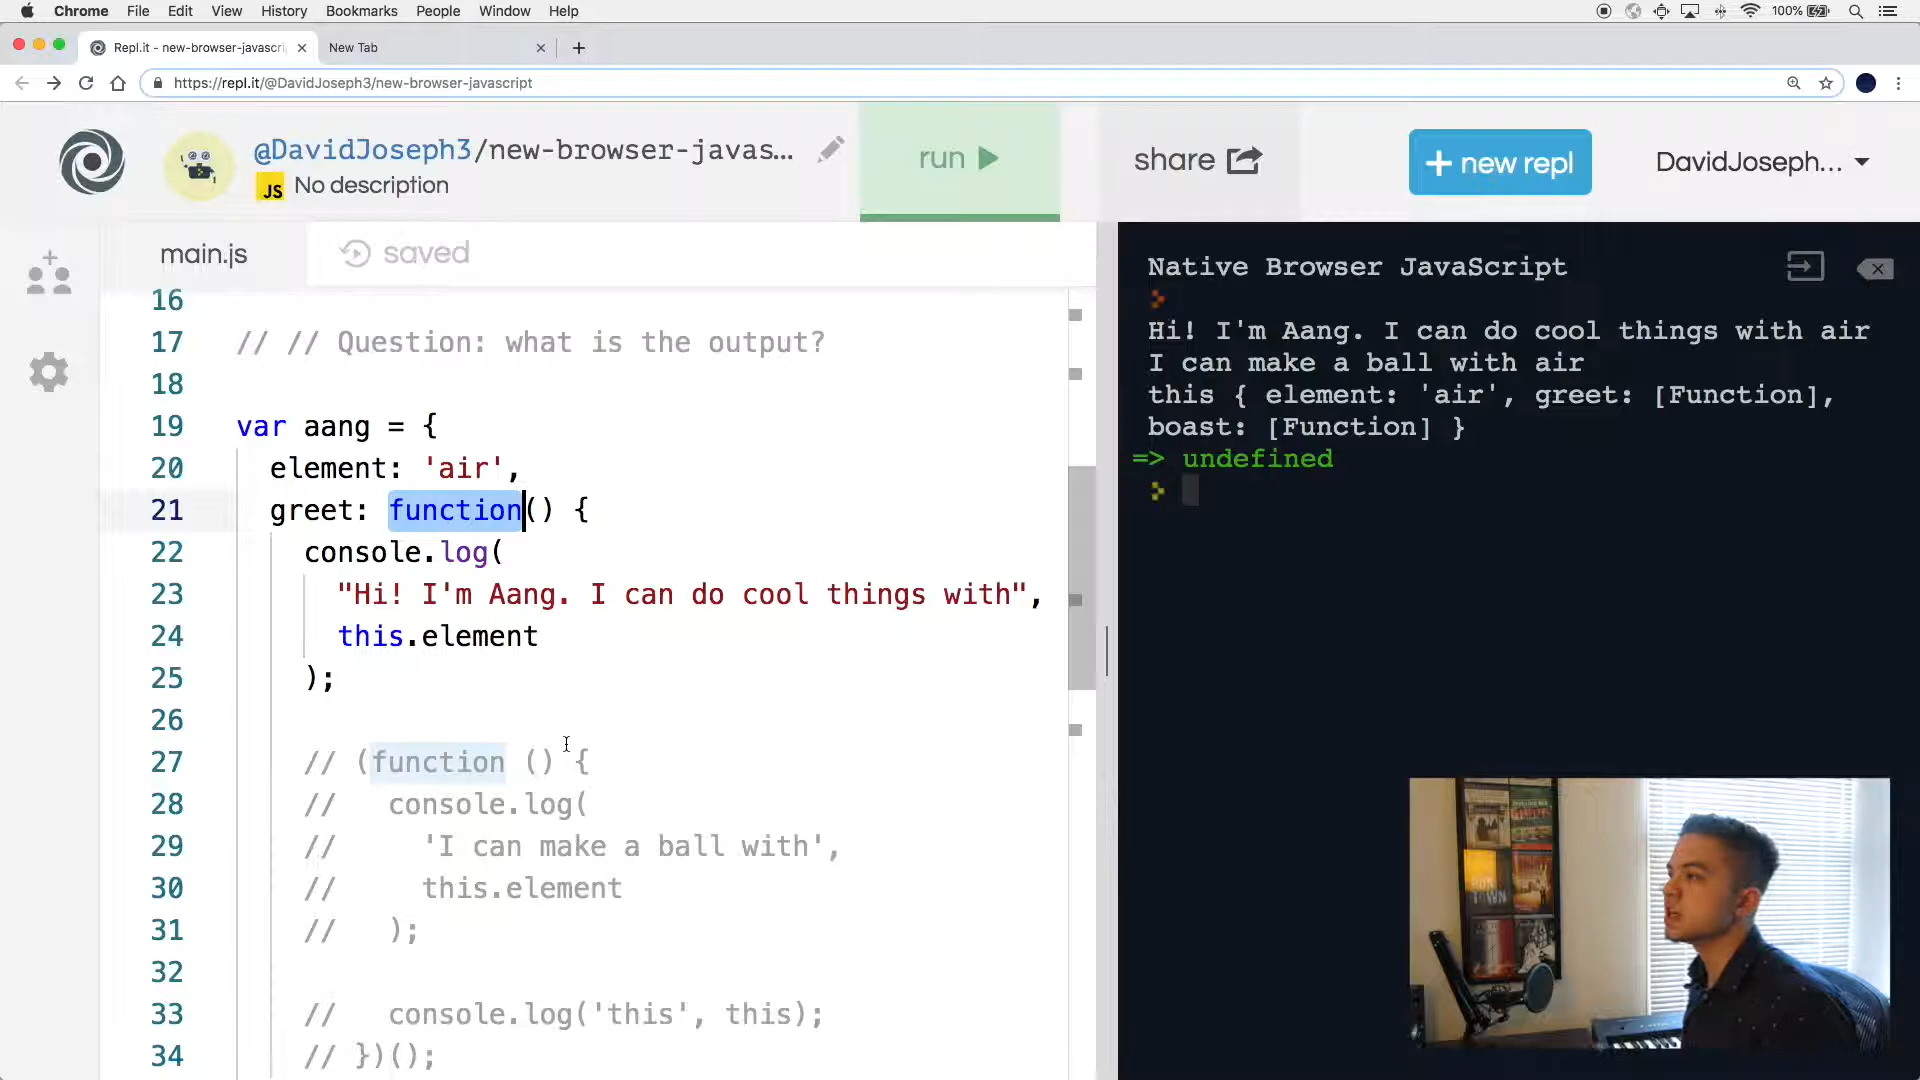 Chrome File Edit View History Bookmarks People Window Help 100%
Repl.it - new-browser-javascri New Tab
https://repl.it/@DavidJoseph3/new-browser-javascript
@DavidJoseph3/new-browser-javas...
JS No description
run
share
+ new repl
DavidJoseph...
main.js
saved
16
17 // // Question: what is the output?
18
19 var aang = {
20 element: 'air',
21 greet: function() {
22 console.log(
23 "Hi! I'm Aang. I can do cool things with",
24 this.element
25 );
26
27 // (function () {
28 // console.log(
29 // 'I can make a ball with',
30 // this.element
31 // );
32
33 // console.log('this', this);
34 // })();
Native Browser JavaScript
Hi! I'm Aang. I can do cool things with air
I can make a ball with air
this { element: 'air', greet: [Function],
boast: [Function] }
=> undefined